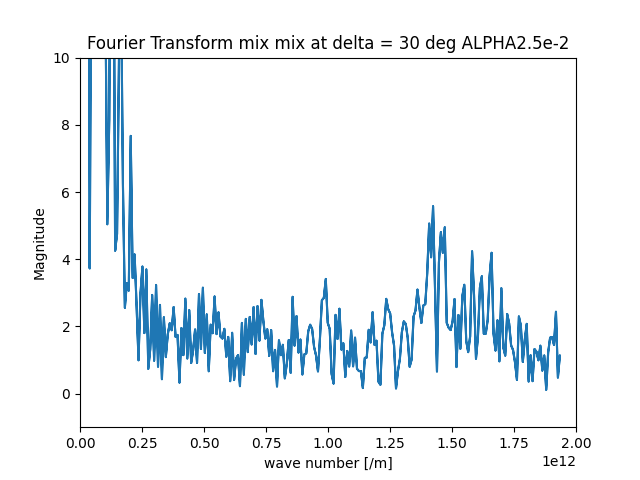 Fourier Transform mix mix at delta = 30 deg ALPHA2.5e-2
10
8
6
4
2
0
Magnitude
0.00 0.25 0.50 0.75 1.00 1.25 1.50 1.75 2.00
1e12
wave number [/m]